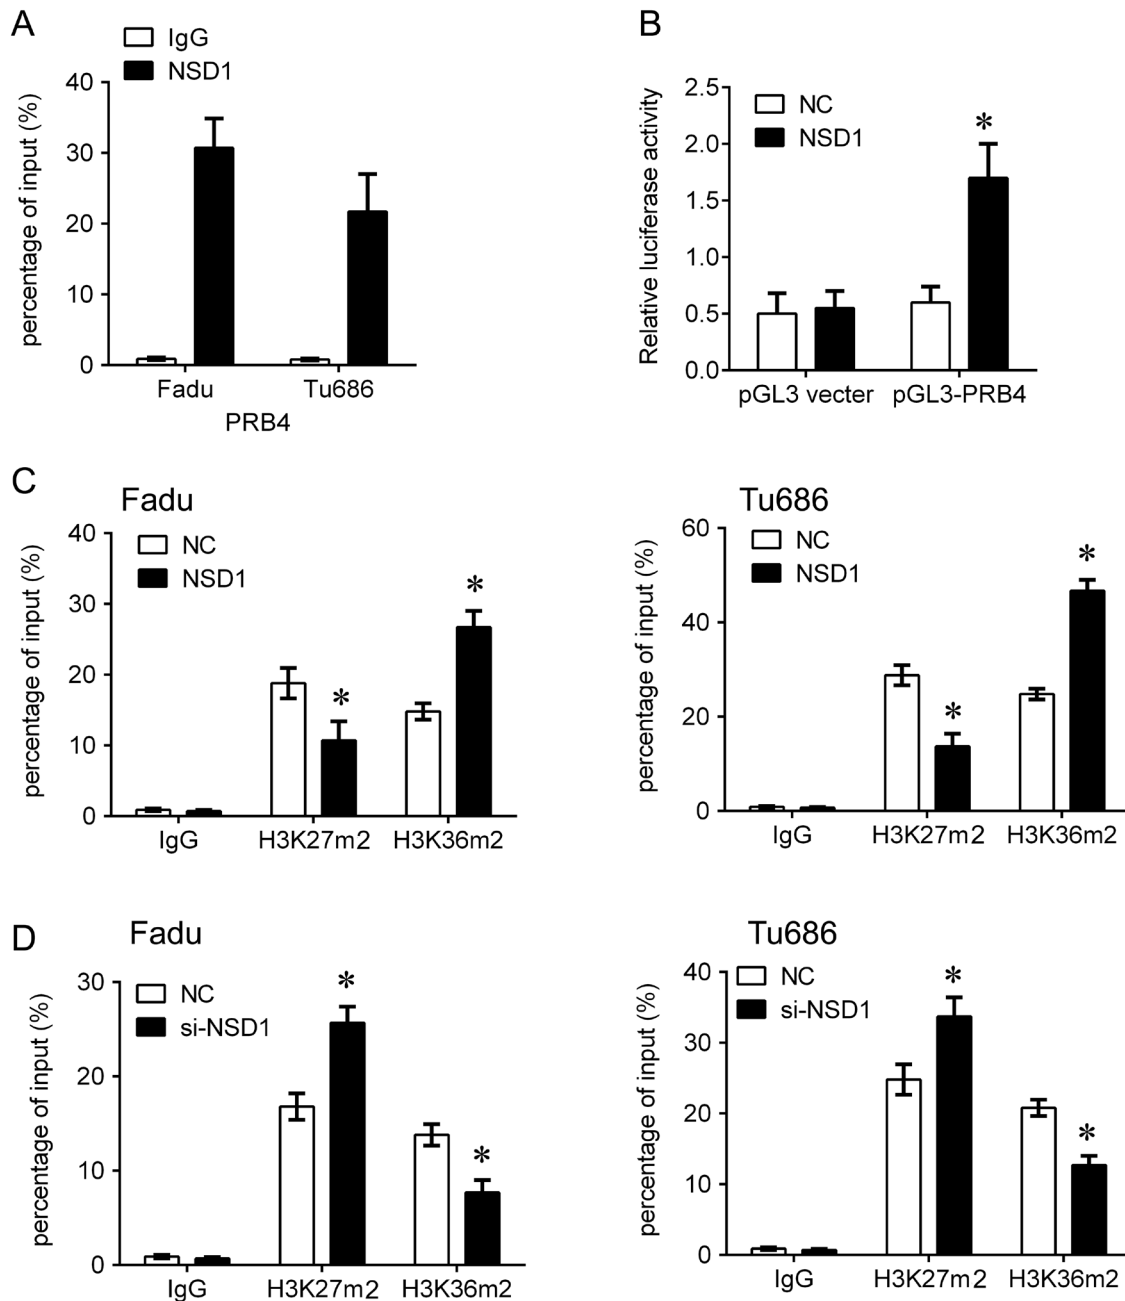 A
IgG
NSD1
percentage of input (%)
40
30
20
10
0
Fadu
Tu686
PRB4
B
NC
NSD1
*
Relative luciferase activity
2.5
2.0
1.5
1.0
0.5
0.0
pGL3 vecter
pGL3-PRB4
C
Fadu
NC
NSD1
percentage of input (%)
40
30
20
10
0
*
*
IgG
H3K27m2
H3K36m2
Tu686
NC
NSD1
percentage of input (%)
60
40
20
0
*
*
IgG
H3K27m2
H3K36m2
D
Fadu
NC
si-NSD1
percentage of input (%)
30
20
10
0
*
*
IgG
H3K27m2
H3K36m2
Tu686
NC
si-NSD1
percentage of input (%)
40
30
20
10
0
*
*
IgG
H3K27m2
H3K36m2